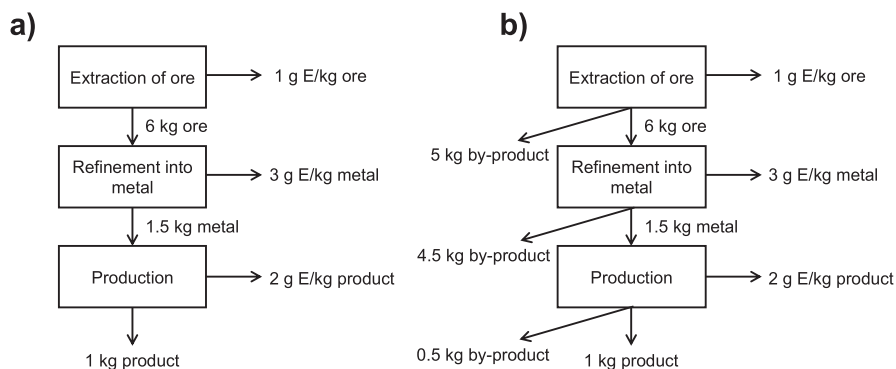 a)
Extraction of ore
1 g E/kg ore
6 kg ore
Refinement into
metal
3 g E/kg metal
1.5 kg metal
Production
2 g E/kg product
1 kg product
b)
Extraction of ore
1 g E/kg ore
6 kg ore
5 kg by-product
Refinement into
metal
3 g E/kg metal
1.5 kg metal
4.5 kg by-product
Production
2 g E/kg product
0.5 kg by-product
1 kg product